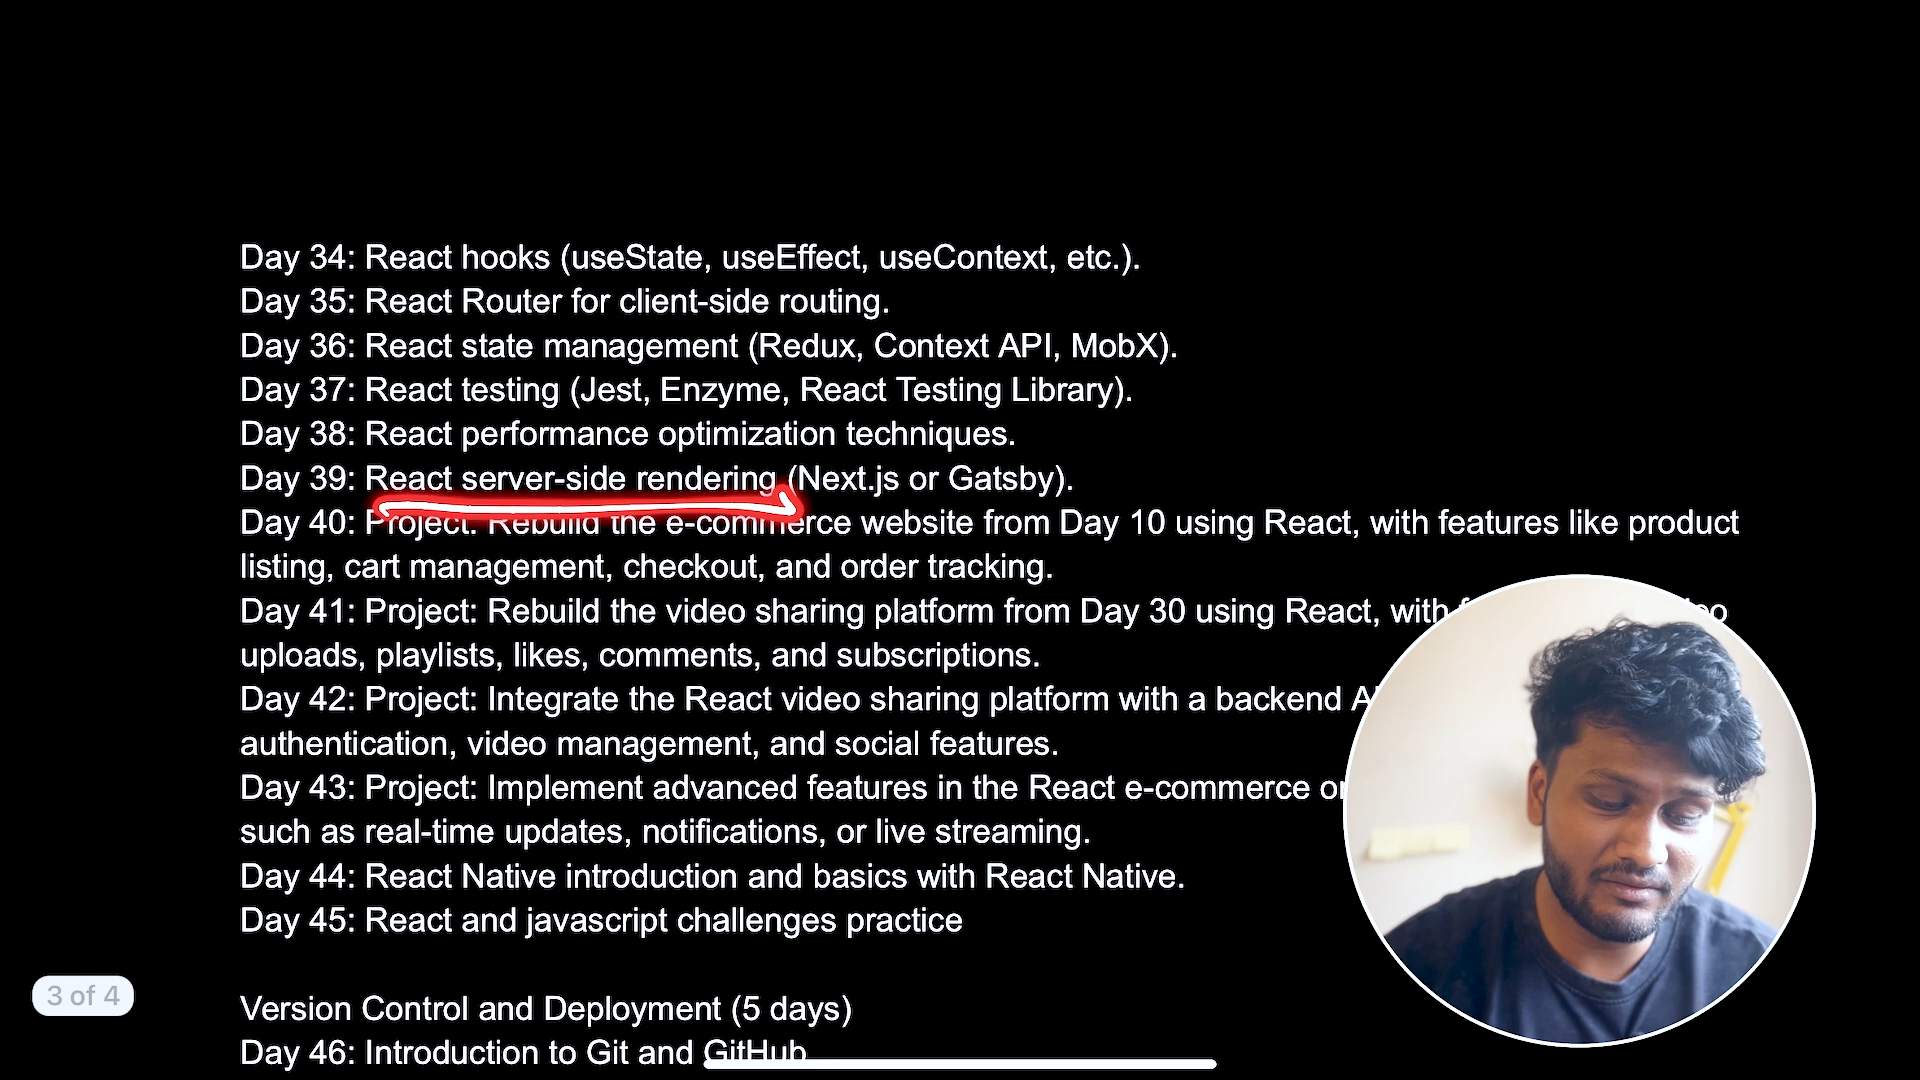 Day 34: React hooks (useState, useEffect, useContext, etc.).
Day 35: React Router for client-side routing.
Day 36: React state management (Redux, Context API, MobX).
Day 37: React testing (Jest, Enzyme, React Testing Library).
Day 38: React performance optimization techniques.
Day 39: React server-side rendering (Next.js or Gatsby).
Day 40: Project: Rebuild the e-commerce website from Day 10 using React, with features like product
listing, cart management, checkout, and order tracking.
Day 41: Project: Rebuild the video sharing platform from Day 30 using React, with
uploads, playlists, likes, comments, and subscriptions.
Day 42: Project: Integrate the React video sharing platform with a backend
authentication, video management, and social features.
Day 43: Project: Implement advanced features in the React e-commerce or
such as real-time updates, notifications, or live streaming.
Day 44: React Native introduction and basics with React Native.
Day 45: React and javascript challenges practice
3 of 4
Version Control and Deployment (5 days)
Day 46: Introduction to Git and GitHub